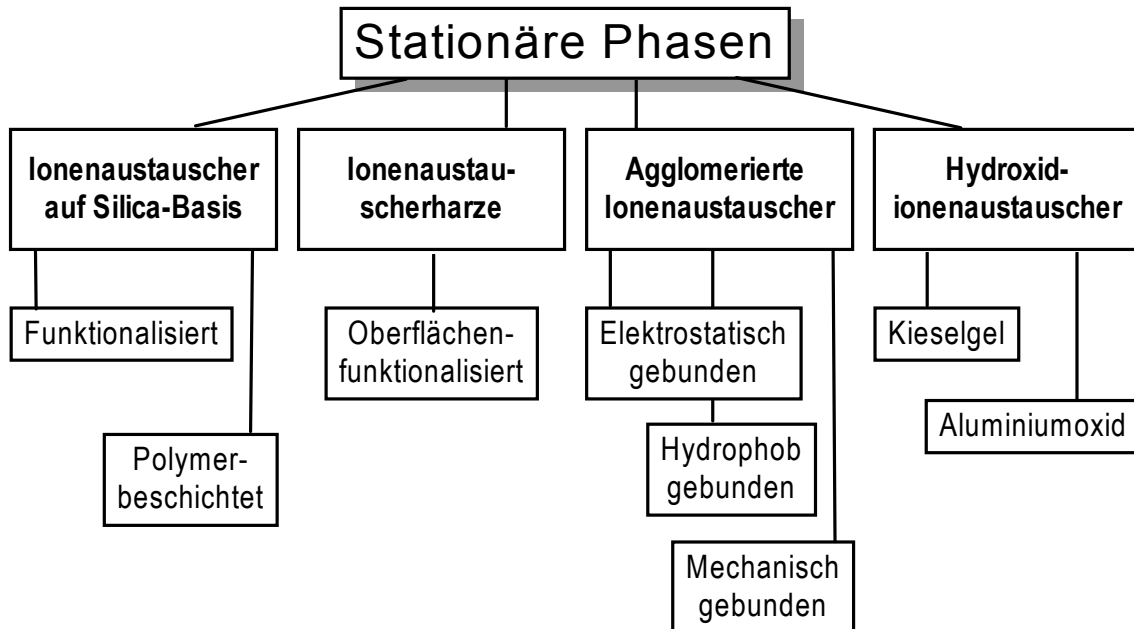 Stationäre Phasen
Ionenaustauscher
auf Silica-Basis
Ionenaustau-
scherharze
Agglomerierte
Ionenaustauscher
Hydroxid-
ionenaustauscher
Funktionalisiert
Polymer-
beschichtet
Oberflächen-
funktionalisiert
Elektrostatisch
gebunden
Hydrophob
gebunden
Mechanisch
gebunden
Kieselgel
Aluminiumoxid